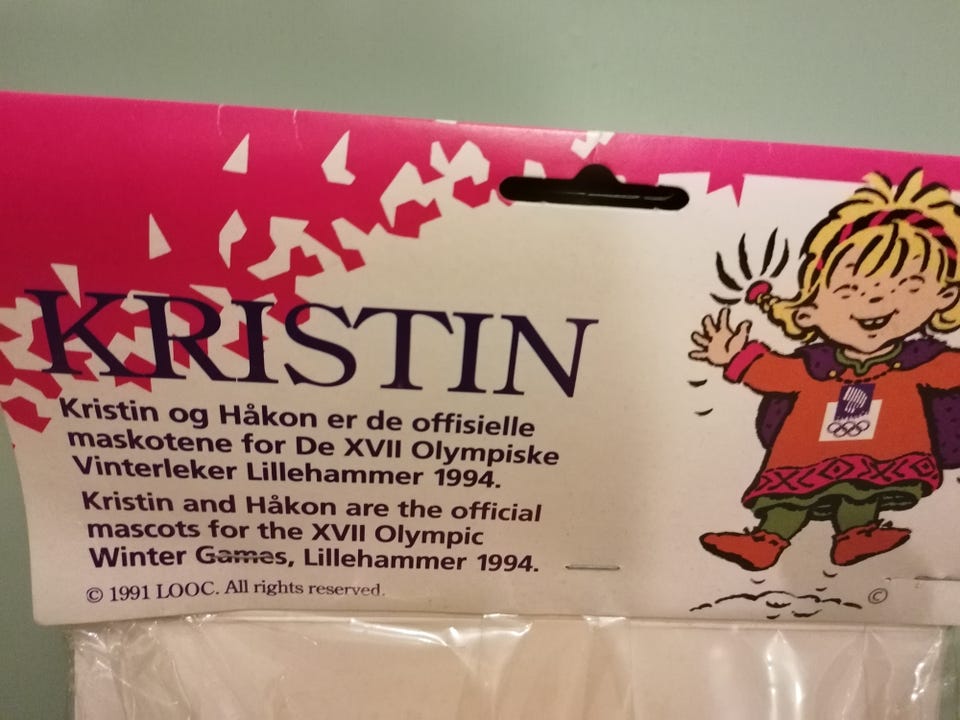 KRISTIN
Kristin og Håkon er de offisielle
maskotene for De XVII Olympiske
Vinterleker Lillehammer 1994.
Kristin and Håkon are the official
mascots for the XVII Olympic
Winter Games, Lillehammer 1994.
© 1991 LOOC. All rights reserved.
©